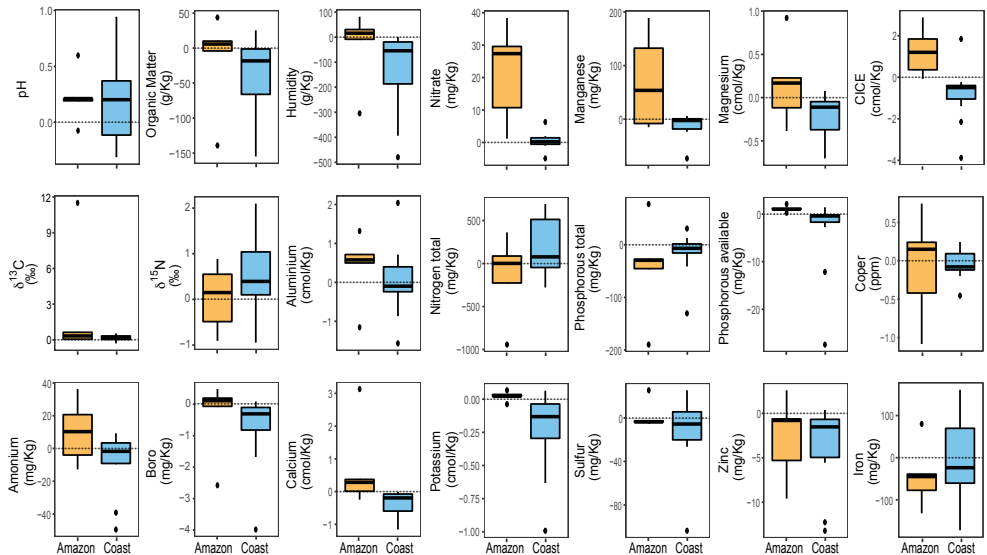 pH
1.0
0.5
0.0
Organic Matter
(g/Kg)
50
0
−50
−100
−150
Humidity
(g/Kg)
100
0
−100
−200
−300
−400
−500
Nitrate
(mg/Kg)
40
30
20
10
0
Manganese
(mg/Kg)
200
100
0
−100
Magnesium
(cmol/Kg)
1.0
0.5
0.0
−0.5
CICE
(cmol/Kg)
2
0
−2
−4
δ13C
(‰)
12
9
6
3
0
δ15N
(‰)
2
1
0
−1
Aluminium
(cmol/Kg)
2
1
0
−1
Nitrogen total
(mg/Kg)
500
0
−500
−1000
Phosphorous total
(mg/Kg)
100
0
−100
−200
Phosphorous available
(mg/Kg)
0
−10
−20
Coper
(ppm)
0.5
0.0
−0.5
−1.0
Amonium
(mg/Kg)
40
20
0
−20
−40
Boro
(mg/Kg)
0
−1
−2
−3
−4
Calcium
(cmol/Kg)
3
2
1
0
−1
Potassium
(cmol/Kg)
0.00
−0.25
−0.50
−0.75
−1.00
Sulfur
(mg/Kg)
30
0
−30
−60
−90
Zinc
(mg/Kg)
0
−5
−10
Iron
(mg/Kg)
100
0
−100
Amazon Coast Amazon Coast Amazon Coast Amazon Coast Amazon Coast Amazon Coast Amazon Coast